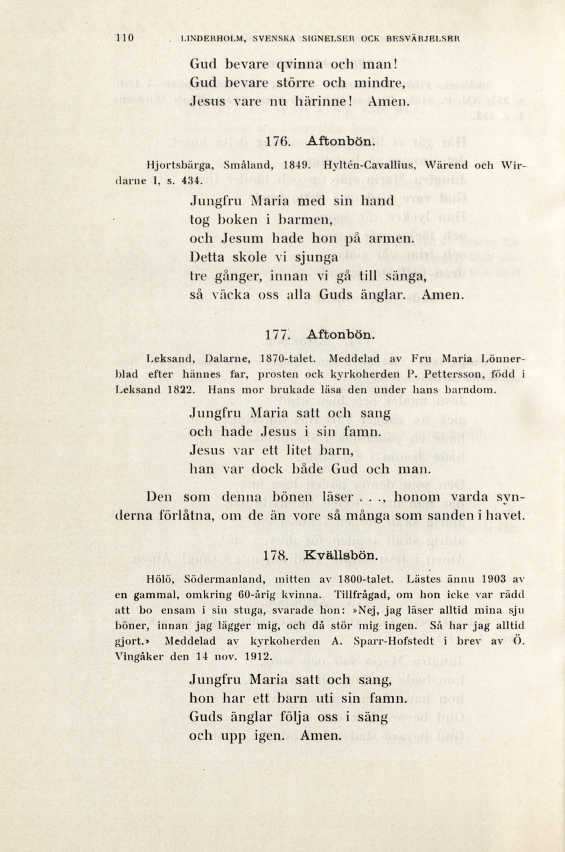 110 LINDERHOLM, SVENSKA SIGNELSER OCK BESVÄRJELSER
Gud bevare qvinna och man!
Gud bevare större och mindre,
Jesus vare nu härinne! Amen.
176. Aftonbön.
Hjortsbärga, Småland, 1849. Hyltén-Cavallius, Wärend och Wir-
darne I, s. 434.
Jungfru Maria med sin hand
tog boken i barmen,
och Jesum hade hon på armen.
Detta skole vi sjunga
tre gånger, innan vi gå till sänga,
så väcka oss alla Guds änglar. Amen.
177. Aftonbön.
Leksand, Dalarne, 1870-talet. Meddelad av Fru Maria Lönner-
blad efter hännes far, prosten ock kyrkoherden P. Pettersson, född i
Leksand 1822. Hans mor brukade läsa den under hans barndom.
Jungfru Maria satt och sang
och hade Jesus i sin famn.
Jesus var ett litet barn,
han var dock både Gud och man.
Den som denna bönen läser . . ., honom varda syn-
derna förlåtna, om de än vore så många som sanden i havet.
178. Kvällsbön.
Hölö, Södermanland, mitten av 1800-talet. Lästes ännu 1903 av
en gammal, omkring 60-årig kvinna. Tillfrågad, om hon icke var rädd
att bo ensam i sin stuga, svarade hon: »Nej, jag läser alltid mina sju
böner, innan jag lägger mig, och då stör mig ingen. Så har jag alltid
gjort.» Meddelad av kyrkoherden A. Sparr-Hofstedt i brev av Ö.
Vingåker den 14 nov. 1912.
Jungfru Maria satt och sang,
hon har ett barn uti sin famn.
Guds änglar följa oss i säng
och upp igen. Amen.